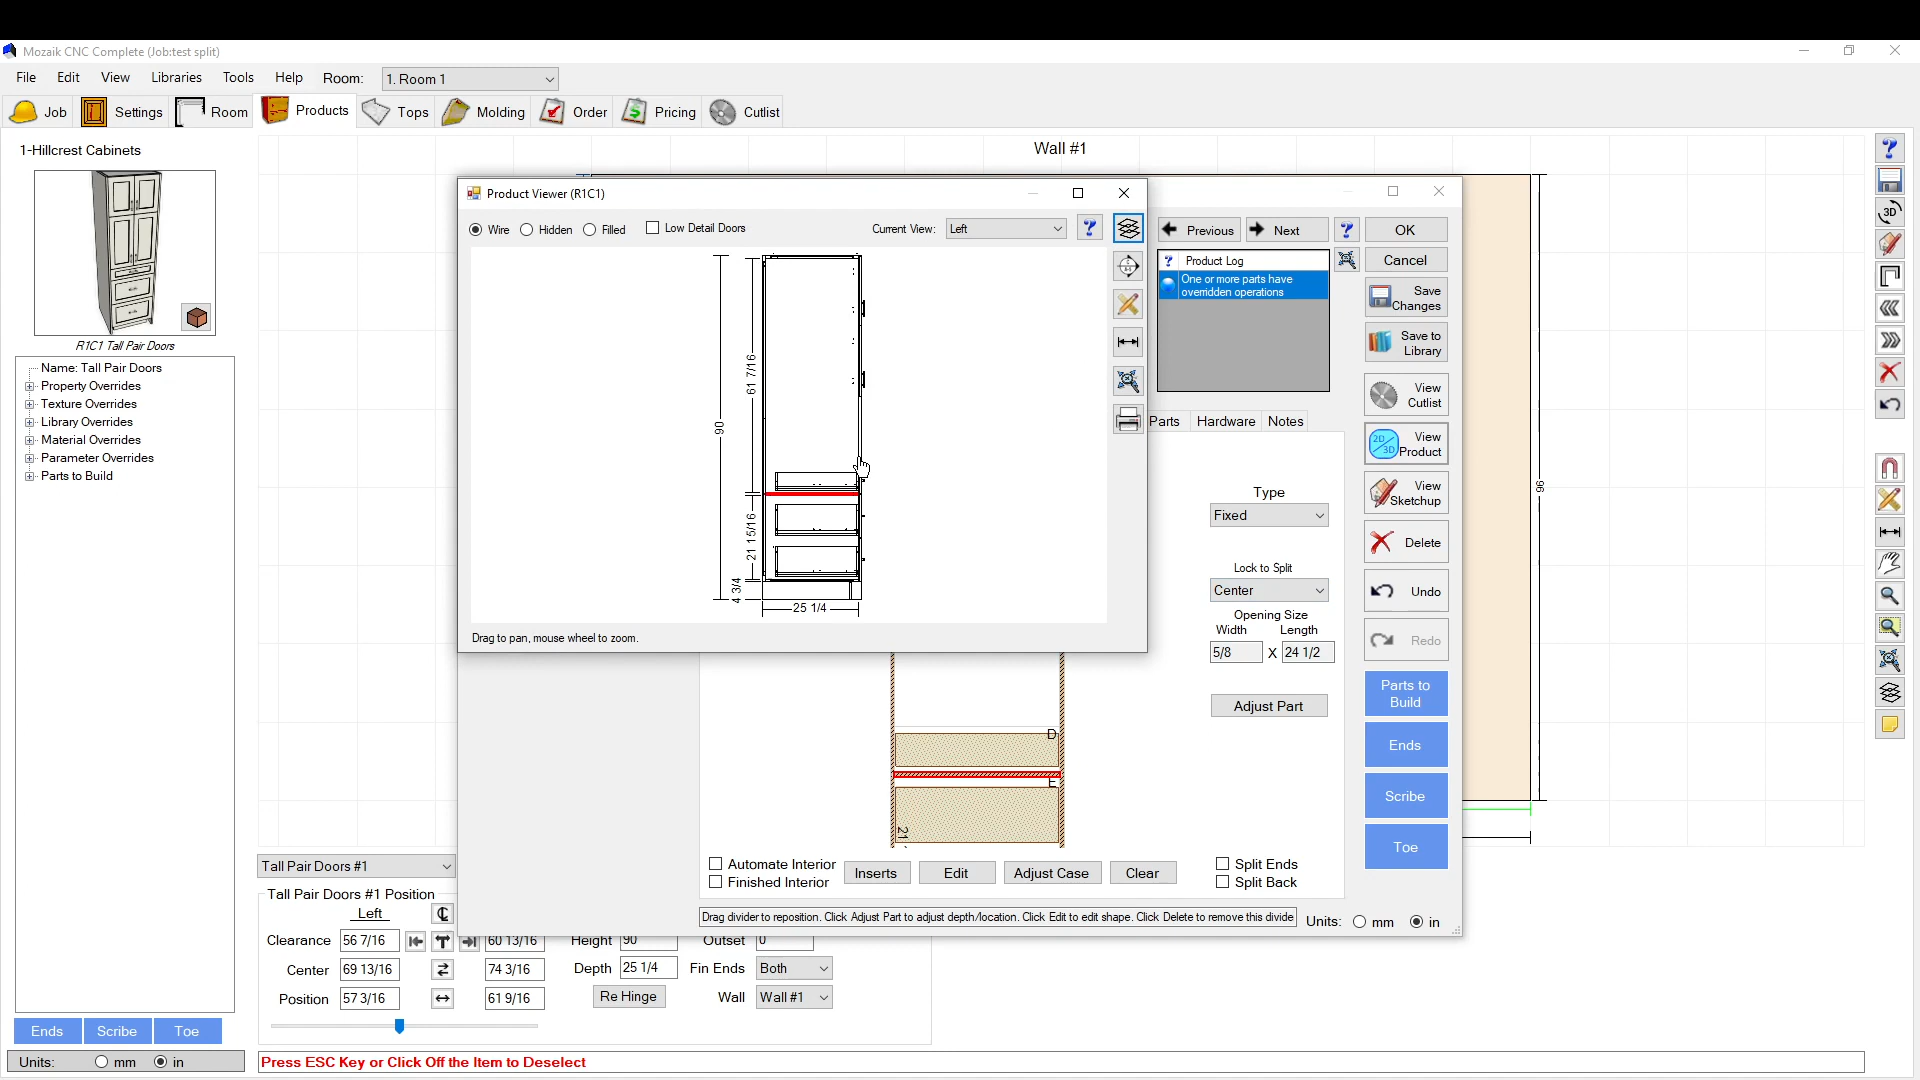 Mozaik CNC Complete (Job:test split)
File Edit View Libraries Tools Help Room: 1. Room 1
Job Settings Room Products Tops Molding Order Pricing Cutlist
1-Hillcrest Cabinets
R1C1 Tall Pair Doors
Name: Tall Pair Doors
Property Overrides
Texture Overrides
Library Overrides
Material Overrides
Parameter Overrides
Parts to Build
Ends Scribe Toe
Units: mm in
Wall #1
96
Product Viewer (R1C1)
Wire Hidden Filled Low Detail Doors Current View: Left
90
61 7/16
21 15/16
4 3/4
25 1/4
Drag to pan, mouse wheel to zoom.
Previous Next OK
Product Log
One or more parts have
overridden operations
Cancel
Save
Changes
Save to
Library
View
Cutlist
View
Product
2D/
3D
View
Sketchup
Delete
Undo
Redo
Parts to
Build
Ends
Scribe
Toe
Parts Hardware Notes
Type
Fixed
Lock to Split
Center
Opening Size
Width Length
5/8 X 24 1/2
Adjust Part
D
E
21
Automate Interior
Finished Interior
Inserts Edit Adjust Case Clear
Split Ends
Split Back
Drag divider to reposition. Click Adjust Part to adjust depth/location. Click Edit to edit shape. Click Delete to remove this divide
Units: mm in
Tall Pair Doors #1
Tall Pair Doors #1 Position
Left
Clearance 56 7/16 60 13/16
Center 69 13/16 74 3/16
Position 57 3/16 61 9/16
Height 90 Outset 0
Depth 25 1/4 Fin Ends Both
Re Hinge Wall Wall #1
Press ESC Key or Click Off the Item to Deselect
3D